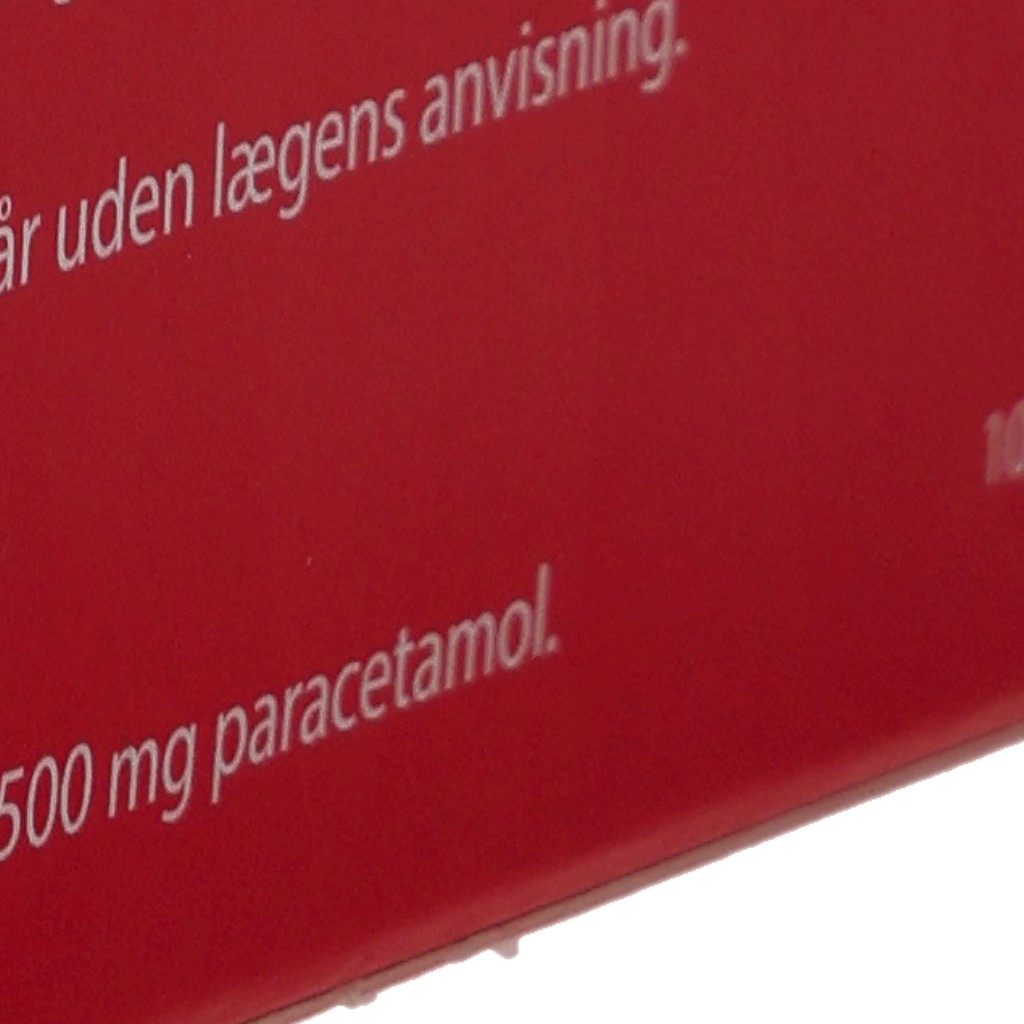 år uden lægens anvisning.
500 mg paracetamol.